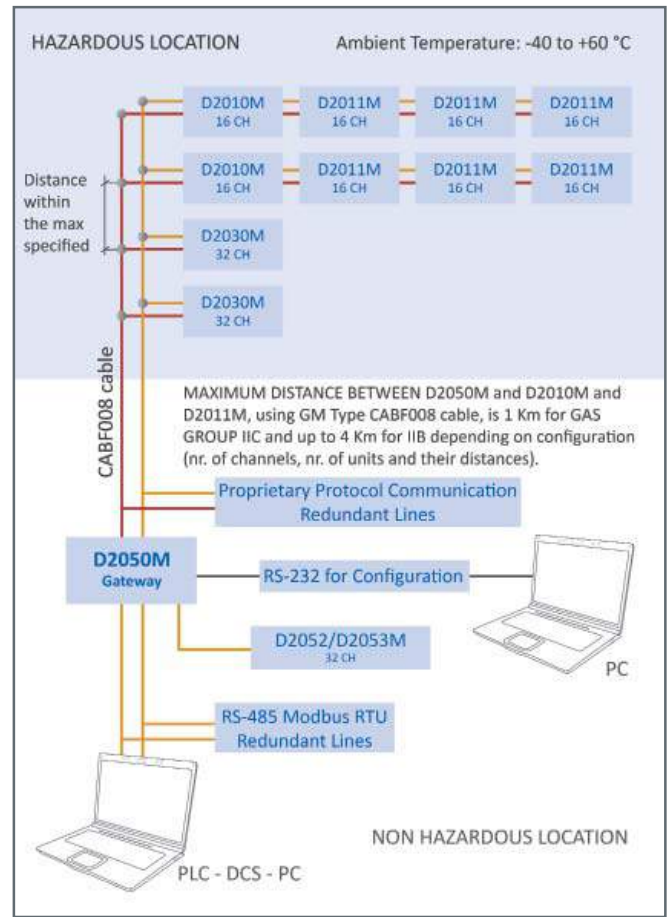 HAZARDOUS LOCATION
Ambient Temperature: -40 to +60 °C
D2010M
16 CH
D2011M
16 CH
D2011M
16 CH
D2011M
16 CH
D2010M
16 CH
D2011M
16 CH
D2011M
16 CH
D2011M
16 CH
Distance
within
the max
specified
D2030M
32 CH
D2030M
32 CH
CABF008 cable
MAXIMUM DISTANCE BETWEEN D2050M and D2010M and
D2011M, using GM Type CABF008 cable, is 1 Km for GAS
GROUP IIC and up to 4 Km for IIB depending on configuration
(nr. of channels, nr. of units and their distances).
Proprietary Protocol Communication
Redundant Lines
D2050M
Gateway
RS-232 for Configuration
PC
D2052/D2053M
32 CH
RS-485 Modbus RTU
Redundant Lines
NON HAZARDOUS LOCATION
PLC - DCS - PC